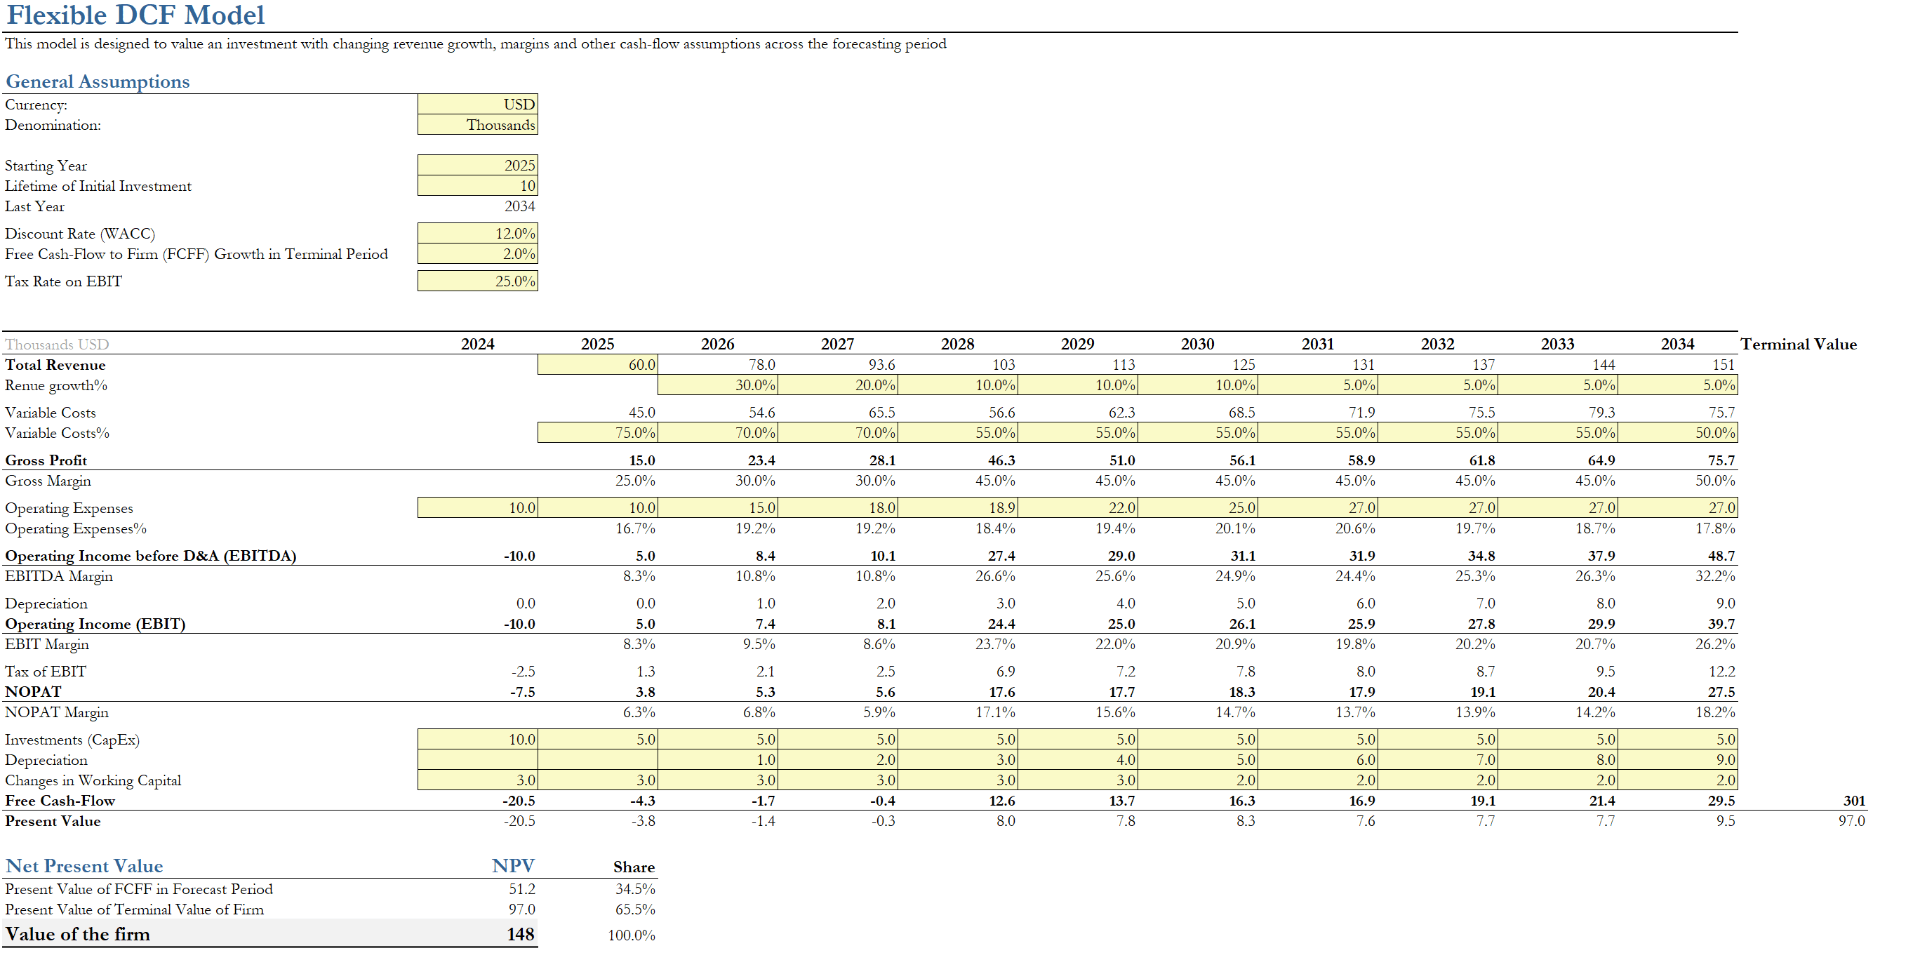 Flexible DCF Model
This model is designed to value an investment with changing revenue growth, margins and other cash-flow assumptions across the forecasting period
General Assumptions
Currency: USD
Denomination: Thousands
Starting Year 2025
Lifetime of Initial Investment 10
Last Year 2034
Discount Rate (WACC) 12.0%
Free Cash-Flow to Firm (FCFF) Growth in Terminal Period 2.0%
Tax Rate on EBIT 25.0%
Thousands USD 2024 2025 2026 2027 2028 2029 2030 2031 2032 2033 2034 Terminal Value
Total Revenue 60.0 78.0 93.6 103 113 125 131 137 144 151
Renue growth% 30.0% 20.0% 10.0% 10.0% 10.0% 5.0% 5.0% 5.0% 5.0%
Variable Costs 45.0 54.6 65.5 56.6 62.3 68.5 71.9 75.5 79.3 75.7
Variable Costs% 75.0% 70.0% 70.0% 55.0% 55.0% 55.0% 55.0% 55.0% 55.0% 50.0%
Gross Profit 15.0 23.4 28.1 46.3 51.0 56.1 58.9 61.8 64.9 75.7
Gross Margin 25.0% 30.0% 30.0% 45.0% 45.0% 45.0% 45.0% 45.0% 45.0% 50.0%
Operating Expenses 10.0 10.0 15.0 18.0 18.9 22.0 25.0 27.0 27.0 27.0 27.0
Operating Expenses% 16.7% 19.2% 19.2% 18.4% 19.4% 20.1% 20.6% 19.7% 18.7% 17.8%
Operating Income before D&A (EBITDA) -10.0 5.0 8.4 10.1 27.4 29.0 31.1 31.9 34.8 37.9 48.7
EBITDA Margin 8.3% 10.8% 10.8% 26.6% 25.6% 24.9% 24.4% 25.3% 26.3% 32.2%
Depreciation 0.0 0.0 1.0 2.0 3.0 4.0 5.0 6.0 7.0 8.0 9.0
Operating Income (EBIT) -10.0 5.0 7.4 8.1 24.4 25.0 26.1 25.9 27.8 29.9 39.7
EBIT Margin 8.3% 9.5% 8.6% 23.7% 22.0% 20.9% 19.8% 20.2% 20.7% 26.2%
Tax of EBIT -2.5 1.3 2.1 2.5 6.9 7.2 7.8 8.0 8.7 9.5 12.2
NOPAT -7.5 3.8 5.3 5.6 17.6 17.7 18.3 17.9 19.1 20.4 27.5
NOPAT Margin 6.3% 6.8% 5.9% 17.1% 15.6% 14.7% 13.7% 13.9% 14.2% 18.2%
Investments (CapEx) 10.0 5.0 5.0 5.0 5.0 5.0 5.0 5.0 5.0 5.0 5.0
Depreciation 1.0 2.0 3.0 4.0 5.0 6.0 7.0 8.0 9.0
Changes in Working Capital 3.0 3.0 3.0 3.0 3.0 3.0 2.0 2.0 2.0 2.0 2.0
Free Cash-Flow -20.5 -4.3 -1.7 -0.4 12.6 13.7 16.3 16.9 19.1 21.4 29.5 301
Present Value -20.5 -3.8 -1.4 -0.3 8.0 7.8 8.3 7.6 7.7 7.7 9.5 97.0
Net Present Value NPV Share
Present Value of FCFF in Forecast Period 51.2 34.5%
Present Value of Terminal Value of Firm 97.0 65.5%
Value of the firm 148 100.0%